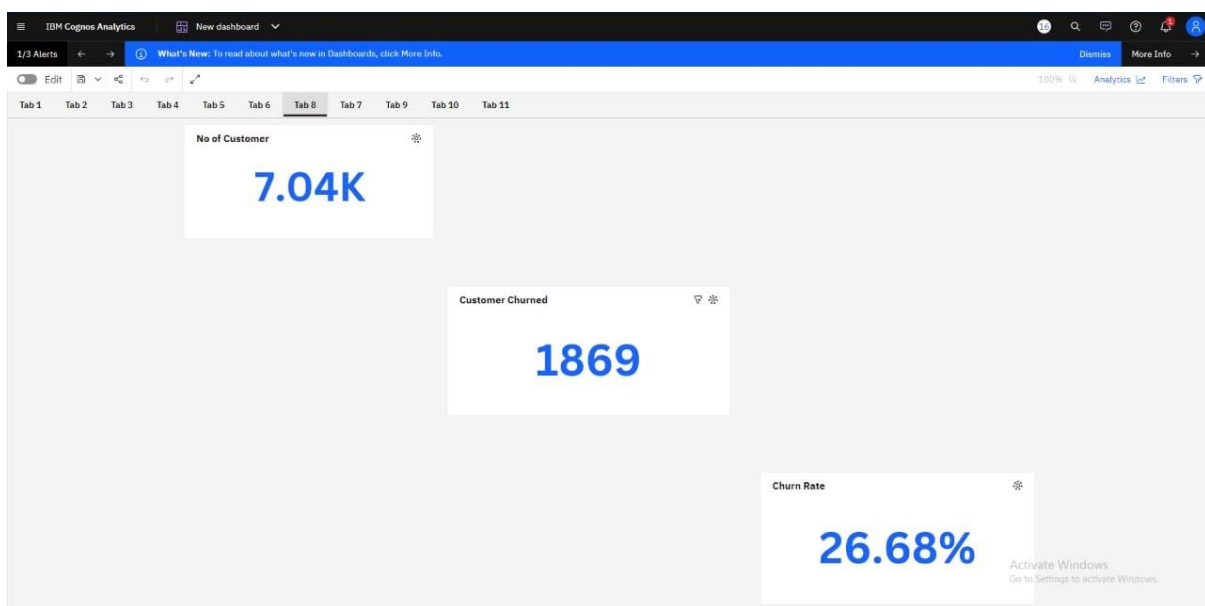 IBM Cognos Analytics New dashboard 16 1
1/3 Alerts What's New: To read about what's new in Dashboards, click More Info. Dismiss More Info
Edit 100% Analytics Filters
Tab 1 Tab 2 Tab 3 Tab 4 Tab 5 Tab 6 Tab 8 Tab 7 Tab 9 Tab 10 Tab 11
No of Customer
7.04K
Customer Churned
1869
Churn Rate
26.68%
Activate Windows
Go to Settings to activate Windows.